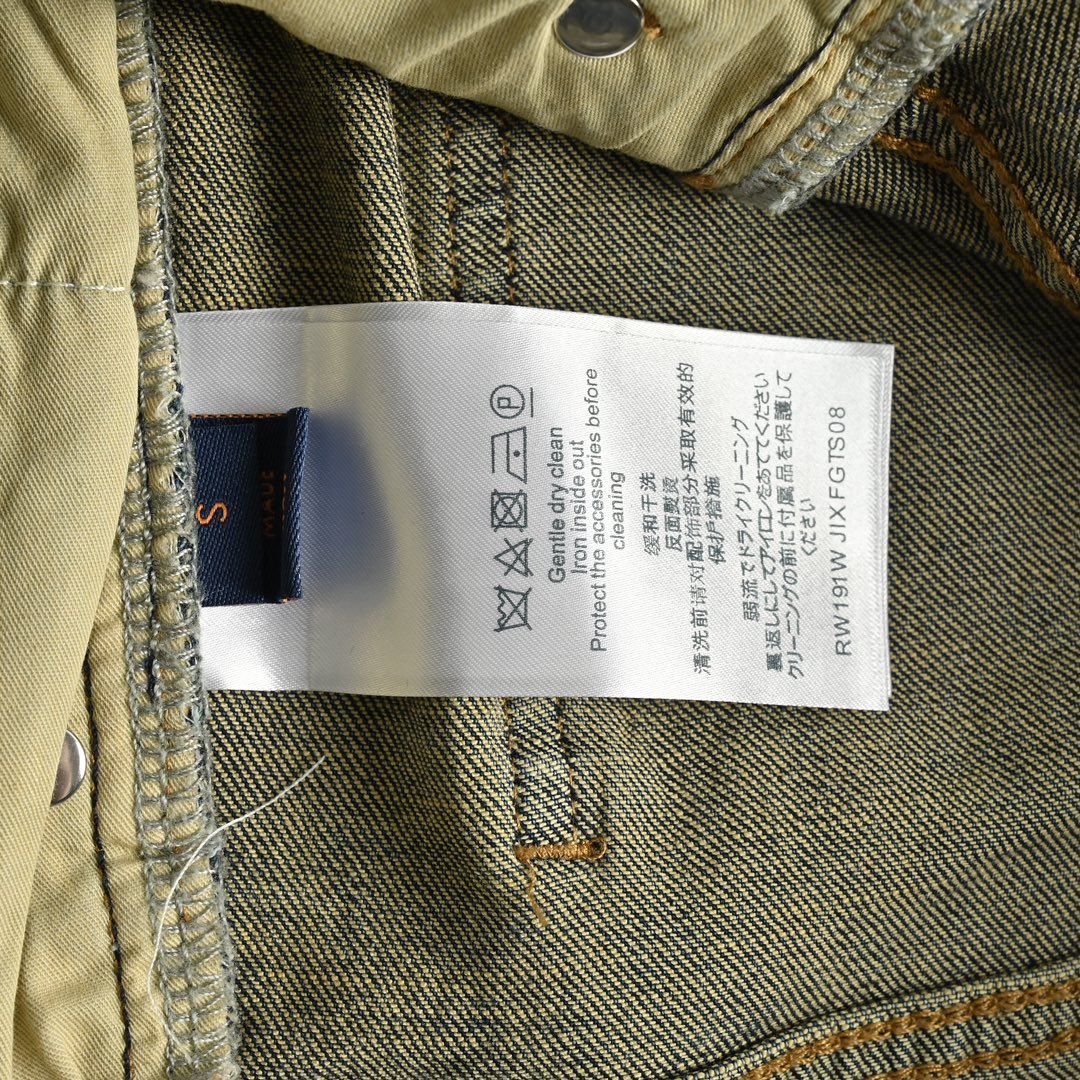 Gentle dry clean
Iron inside out
Protect the accessories before
cleaning
缓和干洗
反面熨烫
清洗前请对配饰部分采取有效的
保护措施
弱流でドライクリーニング
裏返しにしてアイロンをあててください
クリーニングの前に付属品を保護して
ください
RW191W JIXFGTS08
S
MADE